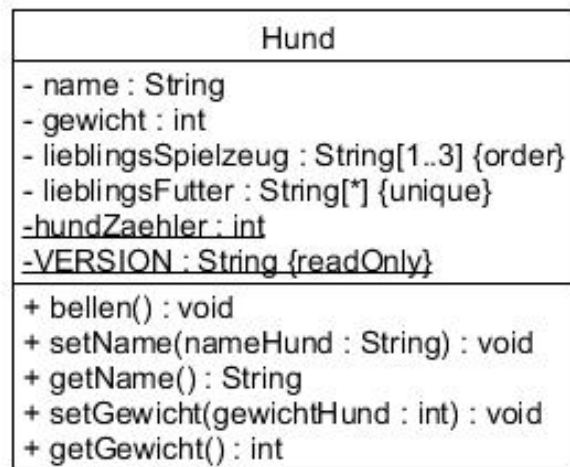 Hund
- name : String
- gewicht : int
- lieblingsSpielzeug : String[1..3] {order}
- lieblingsFutter : String[*] {unique}
-hundZaehler : int
-VERSION : String {readOnly}
+ bellen() : void
+ setName(nameHund : String) : void
+ getName() : String
+ setGewicht(gewichtHund : int) : void
+ getGewicht() : int